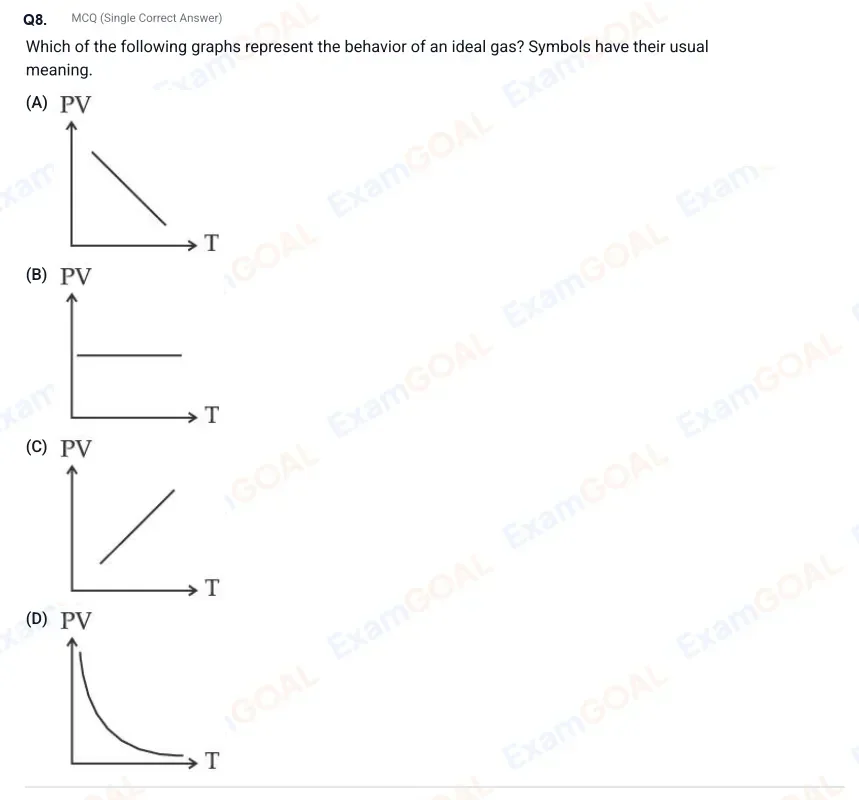 Q8. MCQ (Single Correct Answer)
Which of the following graphs represent the behavior of an ideal gas? Symbols have their usual
meaning.
(A) PV
T
(B) PV
T
(C) PV
T
(D) PV
T
ExamGOAL